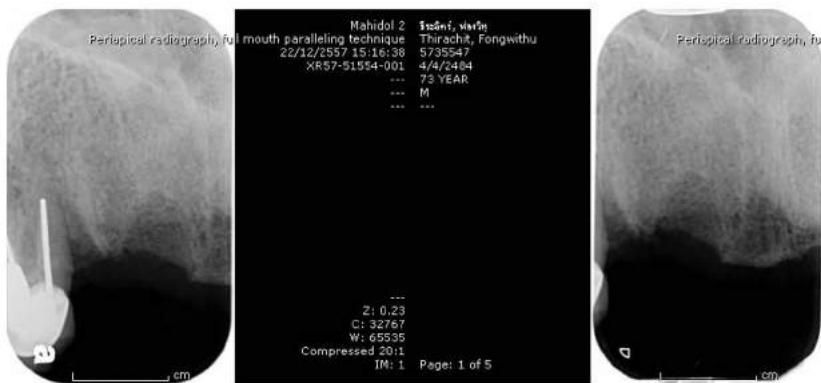 Mahidol 2
Periapical radiograph, full mouth paralleling technique
22/12/2557 15:16:38
XR57-51554-001
---
---
---
Thirachit, Fongwithu
5735547
4/4/2484
73 YEAR
M
---
Periapical radiograph, fu
---
Z: 0.23
C: 32767
W: 65535
Compressed 20:1
IM: 1 Page: 1 of 5
cm
cm